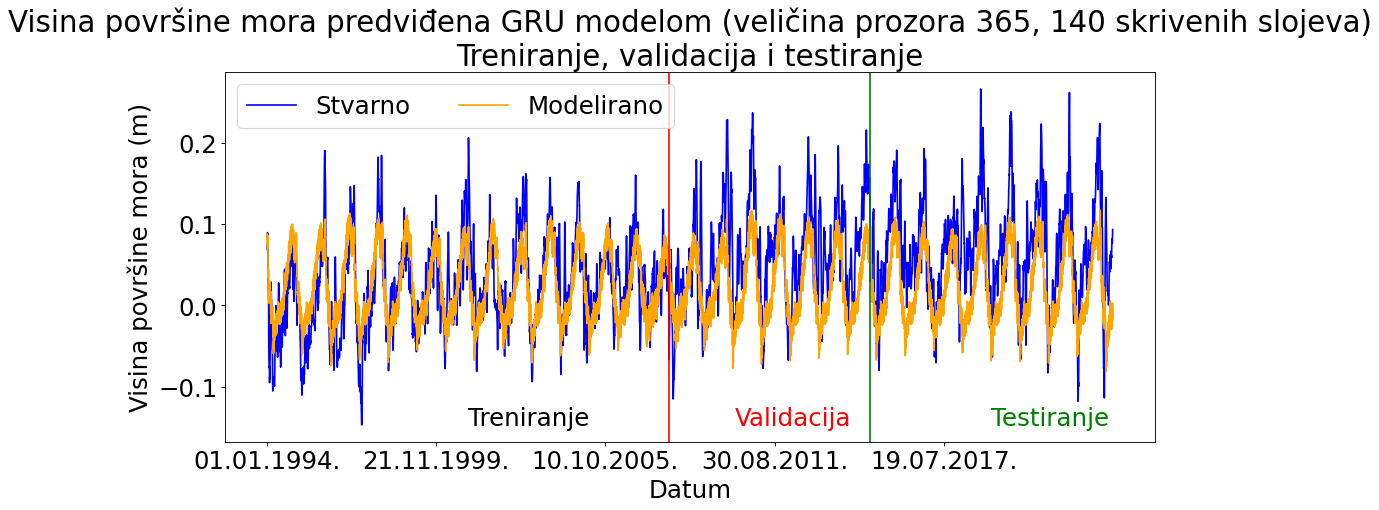 Visina površine mora predviđena GRU modelom (veličina prozora 365, 140 skrivenih slojeva)
Treniranje, validacija i testiranje
Stvarno
Modelirano
Visina površine mora (m)
0.2
0.1
0.0
−0.1
Treniranje
Validacija
Testiranje
01.01.1994.
21.11.1999.
10.10.2005.
30.08.2011.
19.07.2017.
Datum